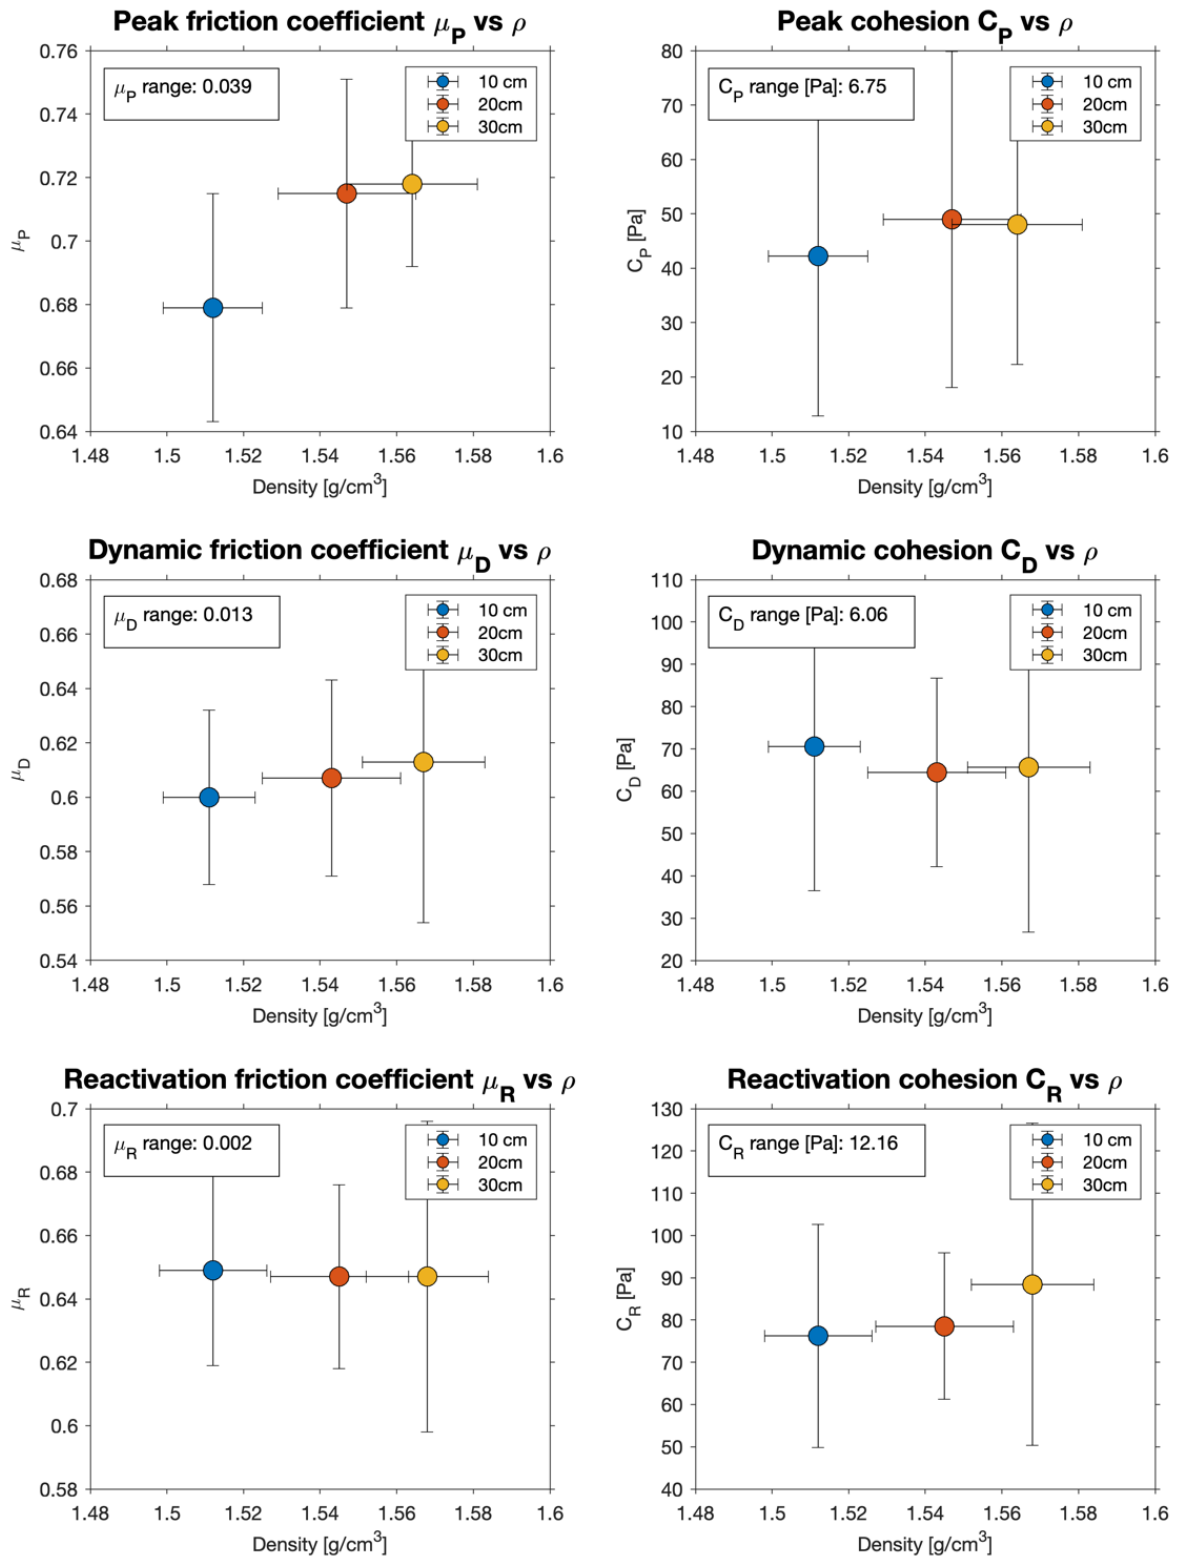 Peak friction coefficient μP vs ρ
μP range: 0.039
10 cm
20cm
30cm
0.76
0.74
0.72
0.7
0.68
0.66
0.64
μP
1.48 1.5 1.52 1.54 1.56 1.58 1.6
Density [g/cm3]
Peak cohesion CP vs ρ
CP range [Pa]: 6.75
10 cm
20cm
30cm
80
70
60
50
40
30
20
10
CP [Pa]
1.48 1.5 1.52 1.54 1.56 1.58 1.6
Density [g/cm3]
Dynamic friction coefficient μD vs ρ
μD range: 0.013
10 cm
20cm
30cm
0.68
0.66
0.64
0.62
0.6
0.58
0.56
0.54
μD
1.48 1.5 1.52 1.54 1.56 1.58 1.6
Density [g/cm3]
Dynamic cohesion CD vs ρ
CD range [Pa]: 6.06
10 cm
20cm
30cm
110
100
90
80
70
60
50
40
30
20
CD [Pa]
1.48 1.5 1.52 1.54 1.56 1.58 1.6
Density [g/cm3]
Reactivation friction coefficient μR vs ρ
μR range: 0.002
10 cm
20cm
30cm
0.7
0.68
0.66
0.64
0.62
0.6
0.58
μR
1.48 1.5 1.52 1.54 1.56 1.58 1.6
Density [g/cm3]
Reactivation cohesion CR vs ρ
CR range [Pa]: 12.16
10 cm
20cm
30cm
130
120
110
100
90
80
70
60
50
40
CR [Pa]
1.48 1.5 1.52 1.54 1.56 1.58 1.6
Density [g/cm3]